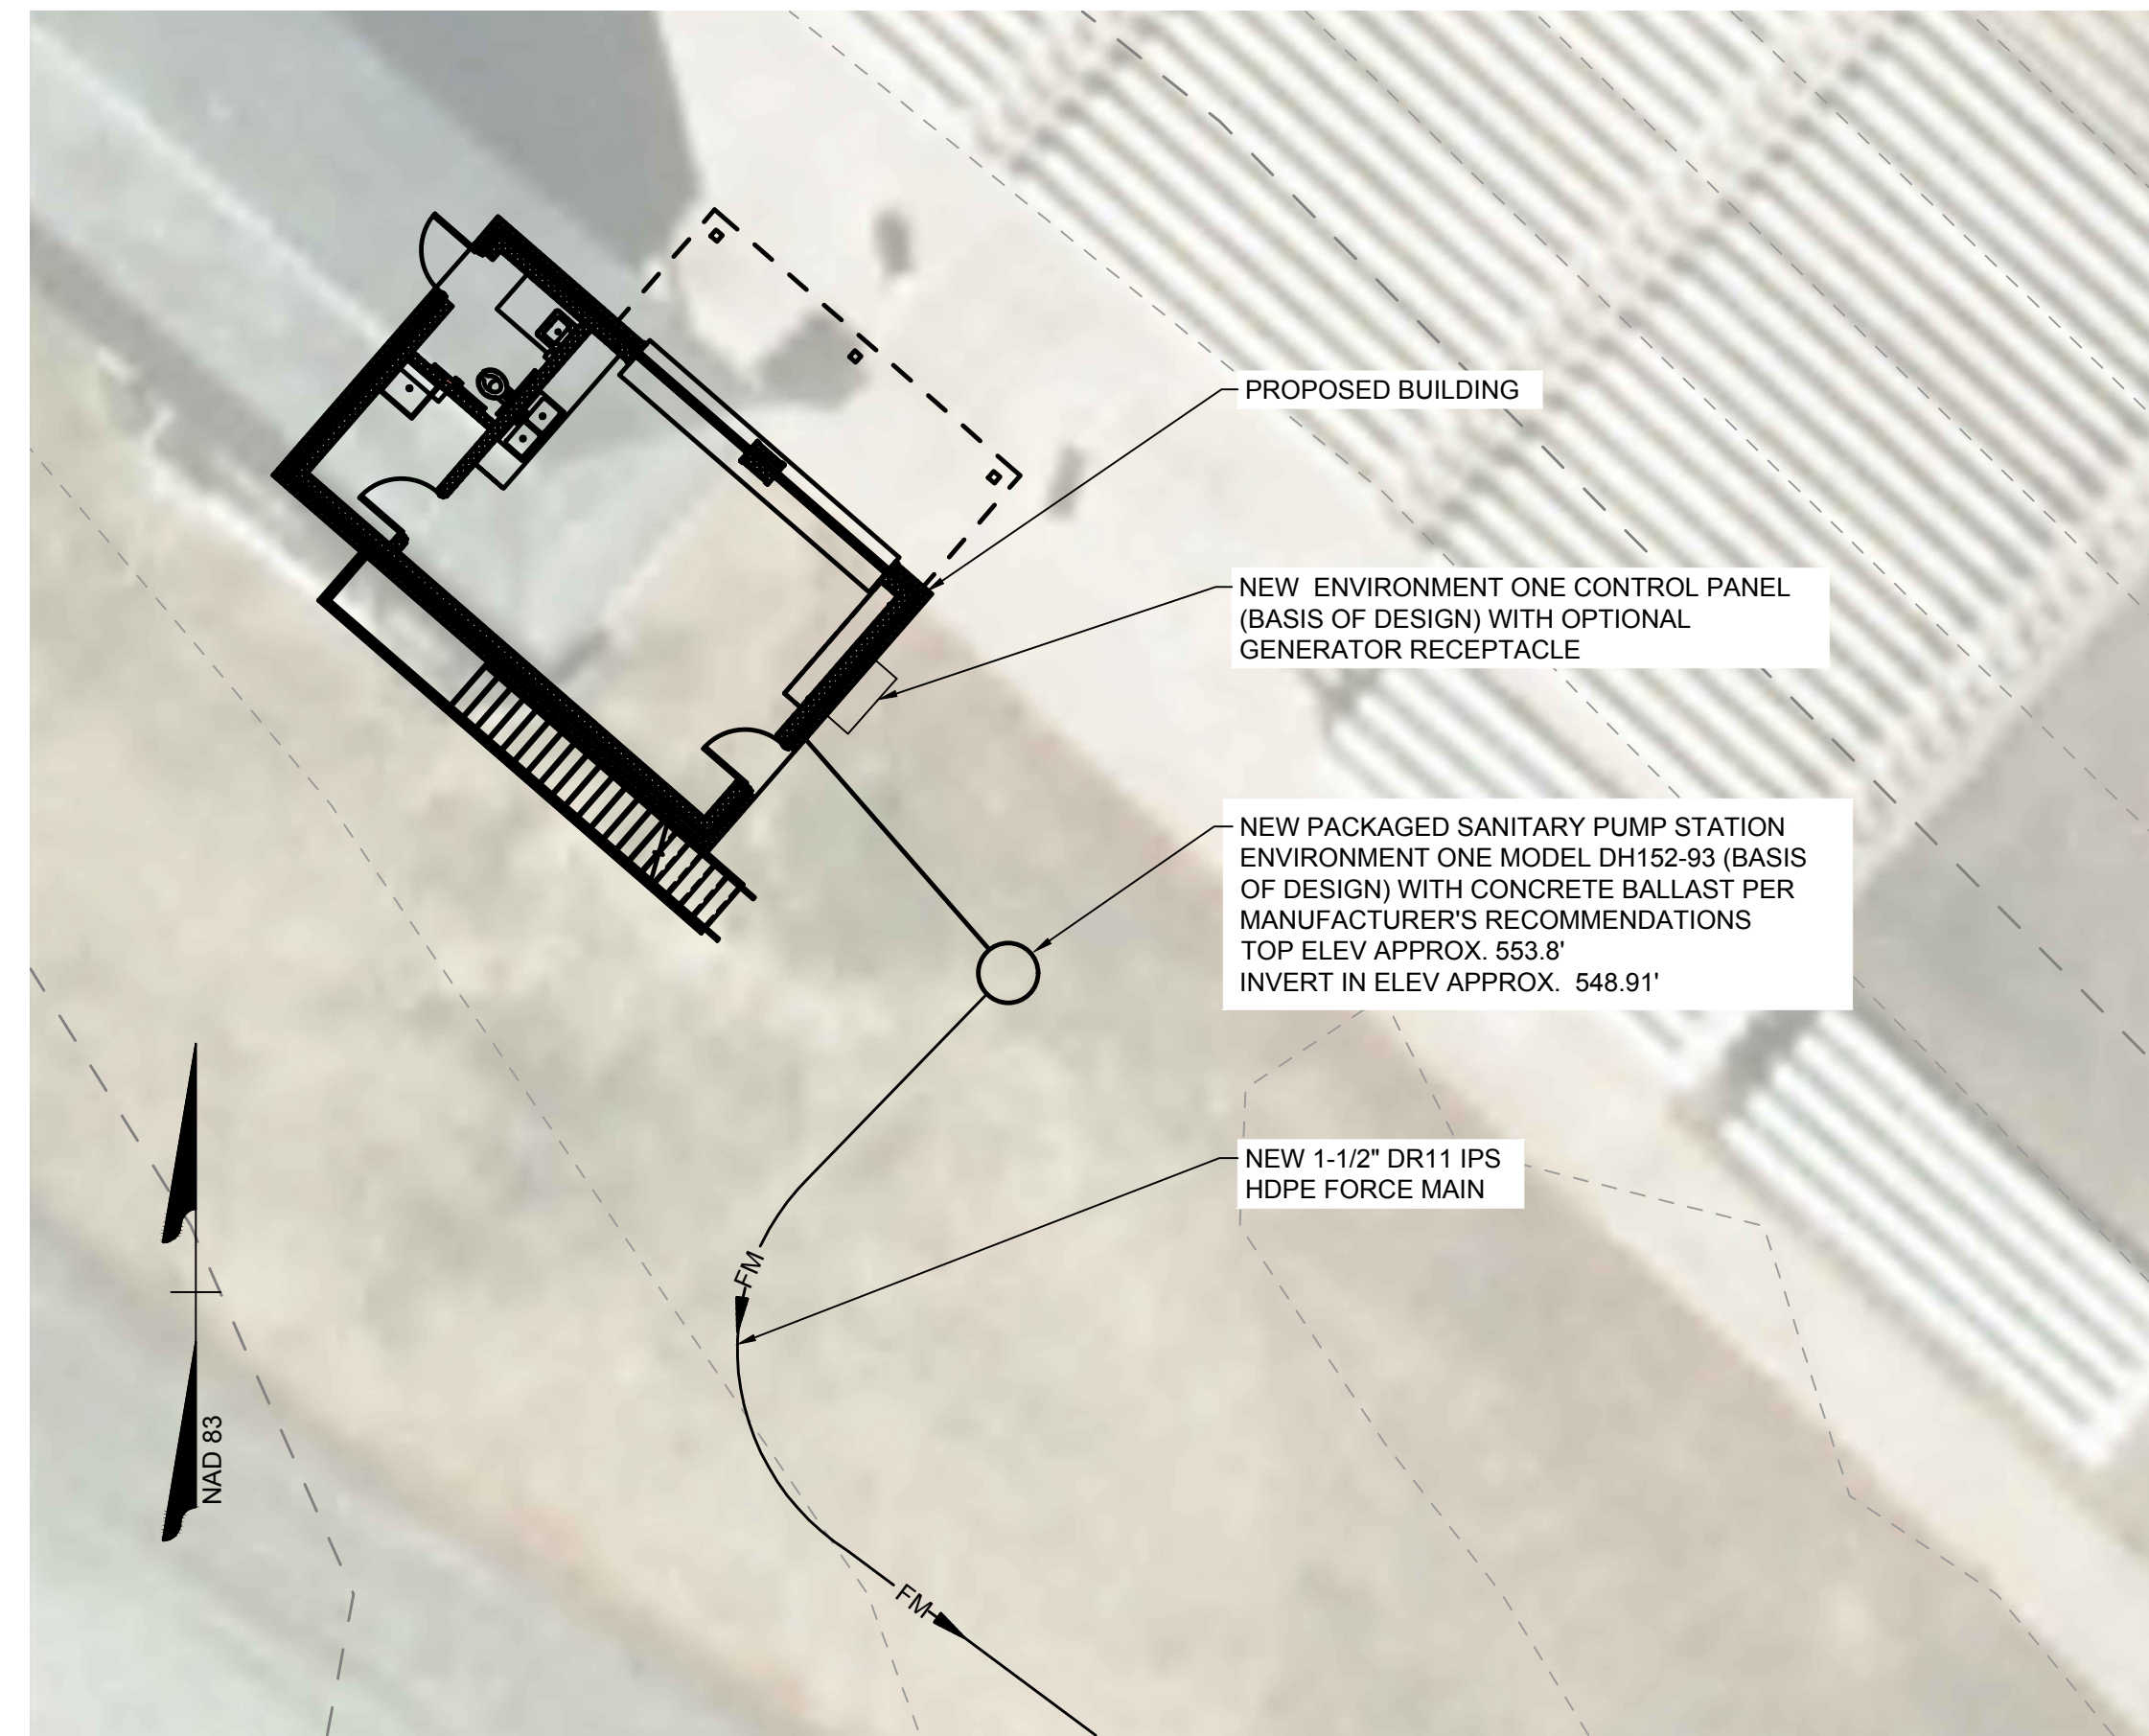 PROPOSED BUILDING
NEW ENVIRONMENT ONE CONTROL PANEL
(BASIS OF DESIGN) WITH OPTIONAL
GENERATOR RECEPTACLE
NEW PACKAGED SANITARY PUMP STATION
ENVIRONMENT ONE MODEL DH152-93 (BASIS
OF DESIGN) WITH CONCRETE BALLAST PER
MANUFACTURER'S RECOMMENDATIONS
TOP ELEV APPROX. 553.8'
INVERT IN ELEV APPROX. 548.91'
NEW 1-1/2" DR11 IPS
HDPE FORCE MAIN
FM
NAD 83
FM